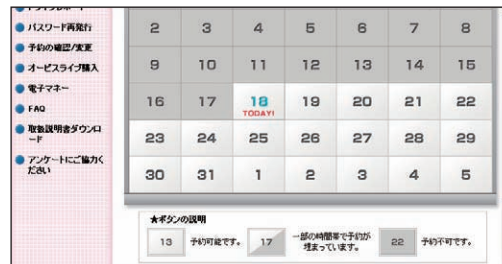 パスワード再発行
予約の確認/変更
オービスライブ購入
電子マネー
FAQ
取扱説明書ダウンロ
ード
アンケートにご協力く
ださい
2 3 4 5 6 7 8
9 10 11 12 13 14 15
16 17 18 19 20 21 22
TODAY!
23 24 25 26 27 28 29
30 31 1 2 3 4 5
★ボタンの説明
13 予約可能です。 17 一部の時間帯で予約が
埋まっています。 22 予約不可です。